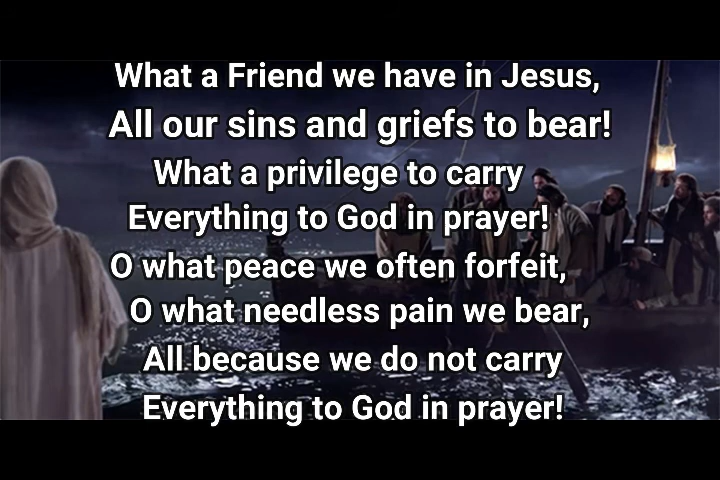 What a Friend we have in Jesus,
All our sins and griefs to bear!
What a privilege to carry
Everything to God in prayer!
O what peace we often forfeit,
O what needless pain we bear,
All because we do not carry
Everything to God in prayer!